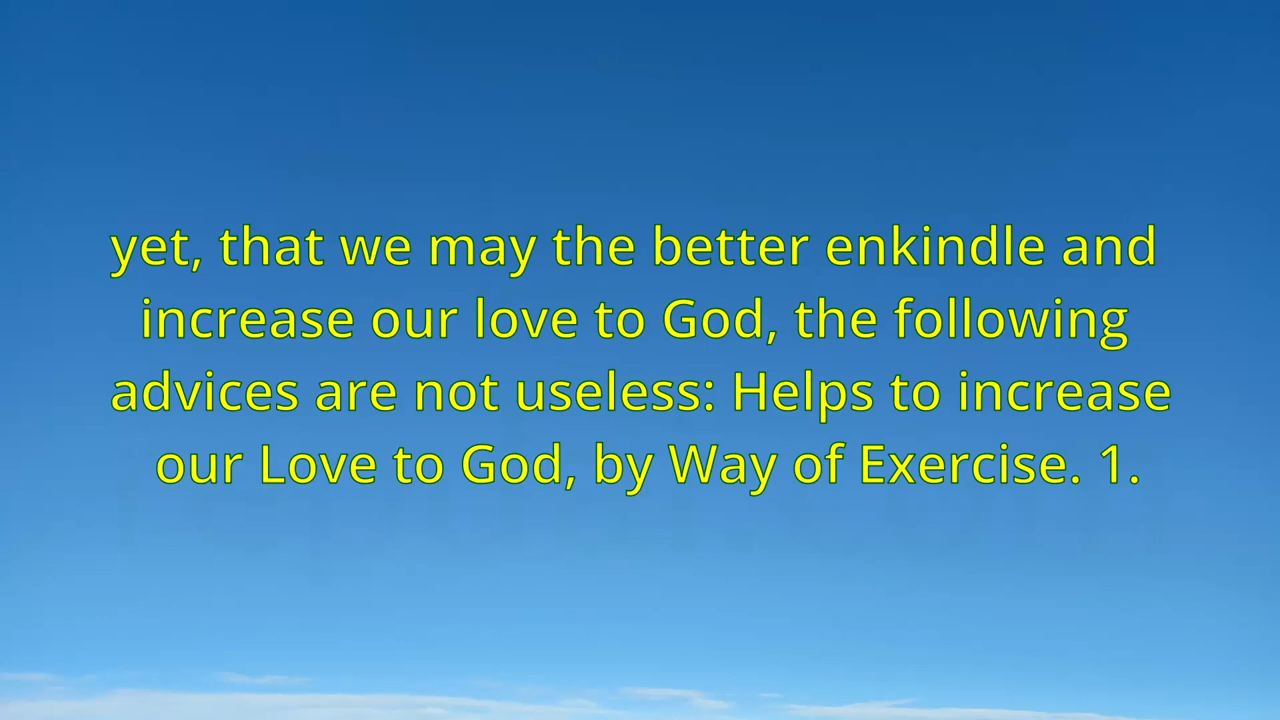 yet, that we may the better enkindle and
increase our love to God, the following
advices are not useless: Helps to increase
our Love to God, by Way of Exercise. 1.